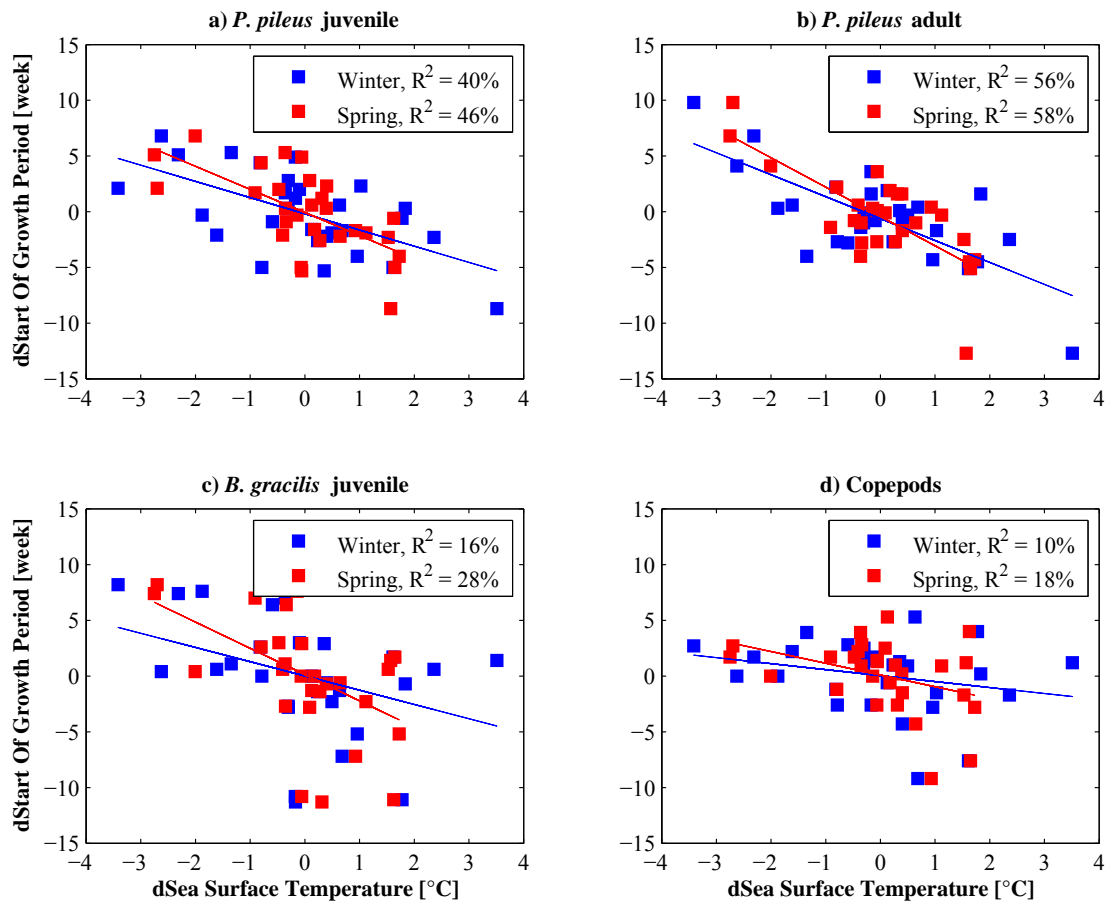 a) P. pileus juvenile
b) P. pileus adult
dStart Of Growth Period [week]
15
10
5
0
−5
−10
−15
−4 −3 −2 −1 0 1 2 3 4
Winter, R² = 40%
Spring, R² = 46%
15
10
5
0
−5
−10
−15
−4 −3 −2 −1 0 1 2 3 4
Winter, R² = 56%
Spring, R² = 58%
c) B. gracilis juvenile
d) Copepods
dStart Of Growth Period [week]
15
10
5
0
−5
−10
−15
−4 −3 −2 −1 0 1 2 3 4
Winter, R² = 16%
Spring, R² = 28%
dSea Surface Temperature [°C]
15
10
5
0
−5
−10
−15
−4 −3 −2 −1 0 1 2 3 4
Winter, R² = 10%
Spring, R² = 18%
dSea Surface Temperature [°C]